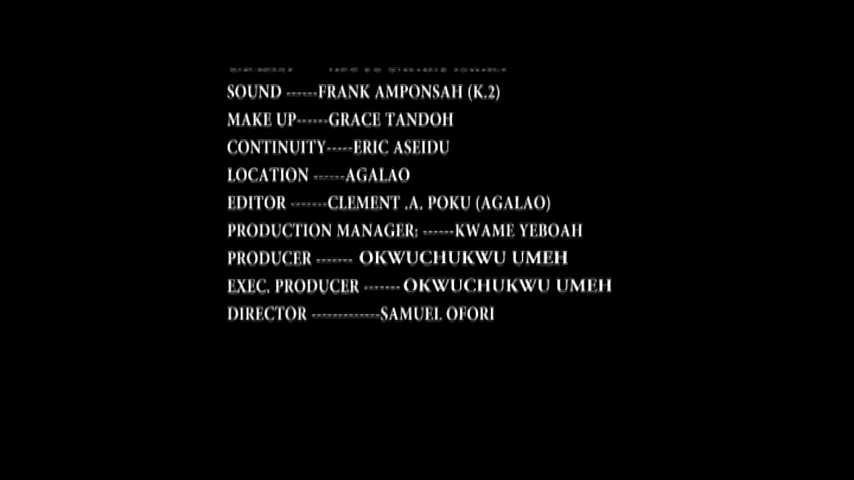 SOUND ------FRANK AMPONSAH (K.2)
MAKE UP------GRACE TANDOH
CONTINUITY-----ERIC ASEIDU
LOCATION ------AGALAO
EDITOR -------CLEMENT .A. POKU (AGALAO)
PRODUCTION MANAGER: ------KWAME YEBOAH
PRODUCER ------- OKWUCHUKWU UMEH
EXEC. PRODUCER -------OKWUCHUKWU UMEH
DIRECTOR -------------SAMUEL OFORI